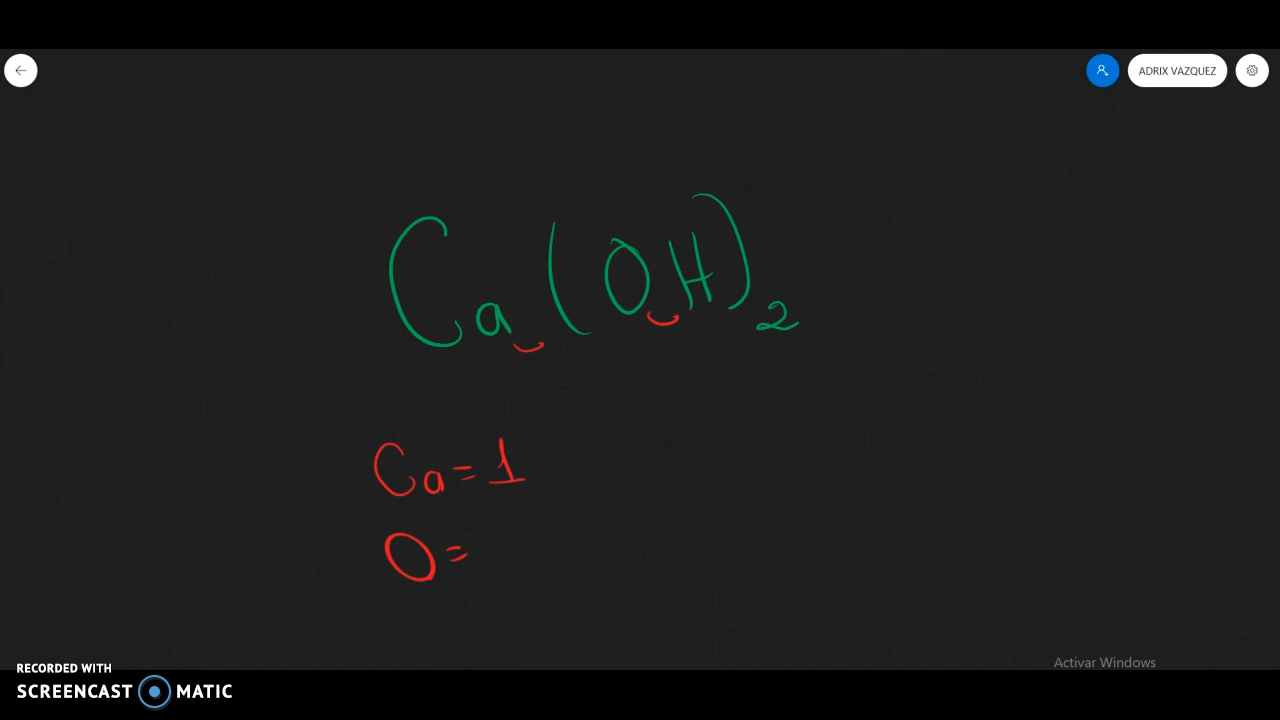 ADRIX VAZQUEZ
Ca(OH)₂
Ca=1
O=
Activar Windows
RECORDED WITH
SCREENCAST MATIC